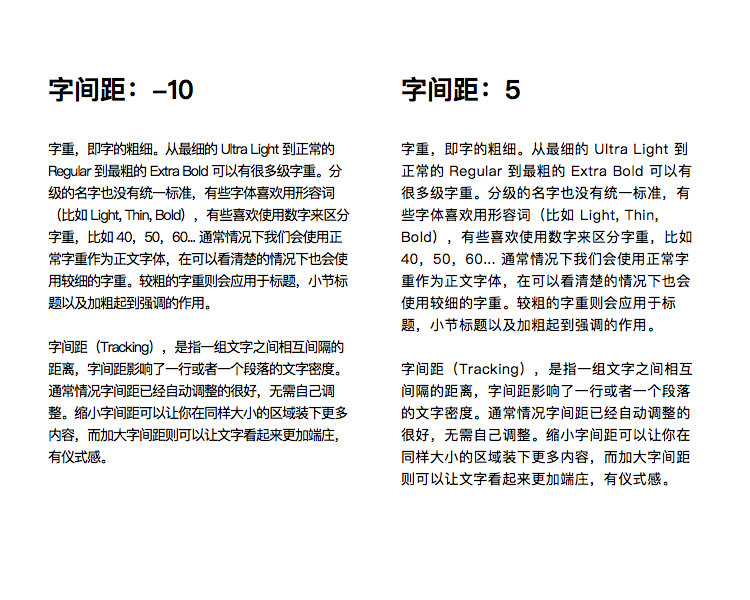 字间距：–10
字重，即字的粗细。从最细的 Ultra Light 到正常的
Regular 到最粗的 Extra Bold 可以有很多级字重。分
级的名字也没有统一标准，有些字体喜欢用形容词
（比如 Light, Thin, Bold），有些喜欢使用数字来区分
字重，比如 40，50，60... 通常情况下我们会使用正
常字重作为正文字体，在可以看清楚的情况下也会使
用较细的字重。较粗的字重则会应用于标题，小节标
题以及加粗起到强调的作用。
字间距（Tracking），是指一组文字之间相互间隔的
距离，字间距影响了一行或者一个段落的文字密度。
通常情况字间距已经自动调整的很好，无需自己调
整。缩小字间距可以让你在同样大小的区域装下更多
内容，而加大字间距则可以让文字看起来更加端庄，
有仪式感。
字间距：5
字重，即字的粗细。从最细的 Ultra Light 到
正常的 Regular 到最粗的 Extra Bold 可以有
很多级字重。分级的名字也没有统一标准，有
些字体喜欢用形容词（比如 Light, Thin,
Bold），有些喜欢使用数字来区分字重，比如
40，50，60... 通常情况下我们会使用正常字
重作为正文字体，在可以看清楚的情况下也会
使用较细的字重。较粗的字重则会应用于标
题，小节标题以及加粗起到强调的作用。
字间距（Tracking），是指一组文字之间相互
间隔的距离，字间距影响了一行或者一个段落
的文字密度。通常情况字间距已经自动调整的
很好，无需自己调整。缩小字间距可以让你在
同样大小的区域装下更多内容，而加大字间距
则可以让文字看起来更加端庄，有仪式感。